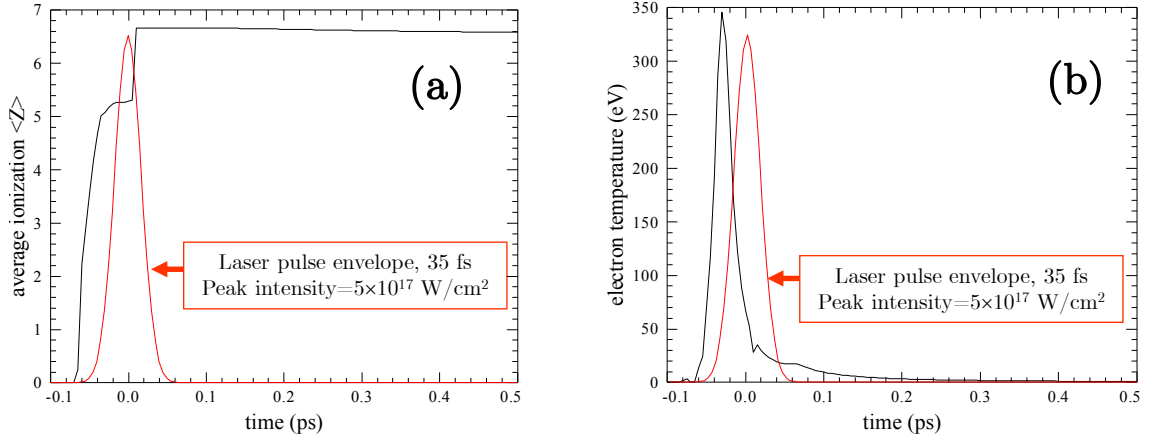 7
6
5
4
3
2
1
0
average ionization <Z>
(a)
Laser pulse envelope, 35 fs
Peak intensity=5×10¹⁷ W/cm²
-0.1 0.0 0.1 0.2 0.3 0.4 0.5
time (ps)
350
300
250
200
150
100
50
0
electron temperature (eV)
(b)
Laser pulse envelope, 35 fs
Peak intensity=5×10¹⁷ W/cm²
-0.1 0.0 0.1 0.2 0.3 0.4 0.5
time (ps)